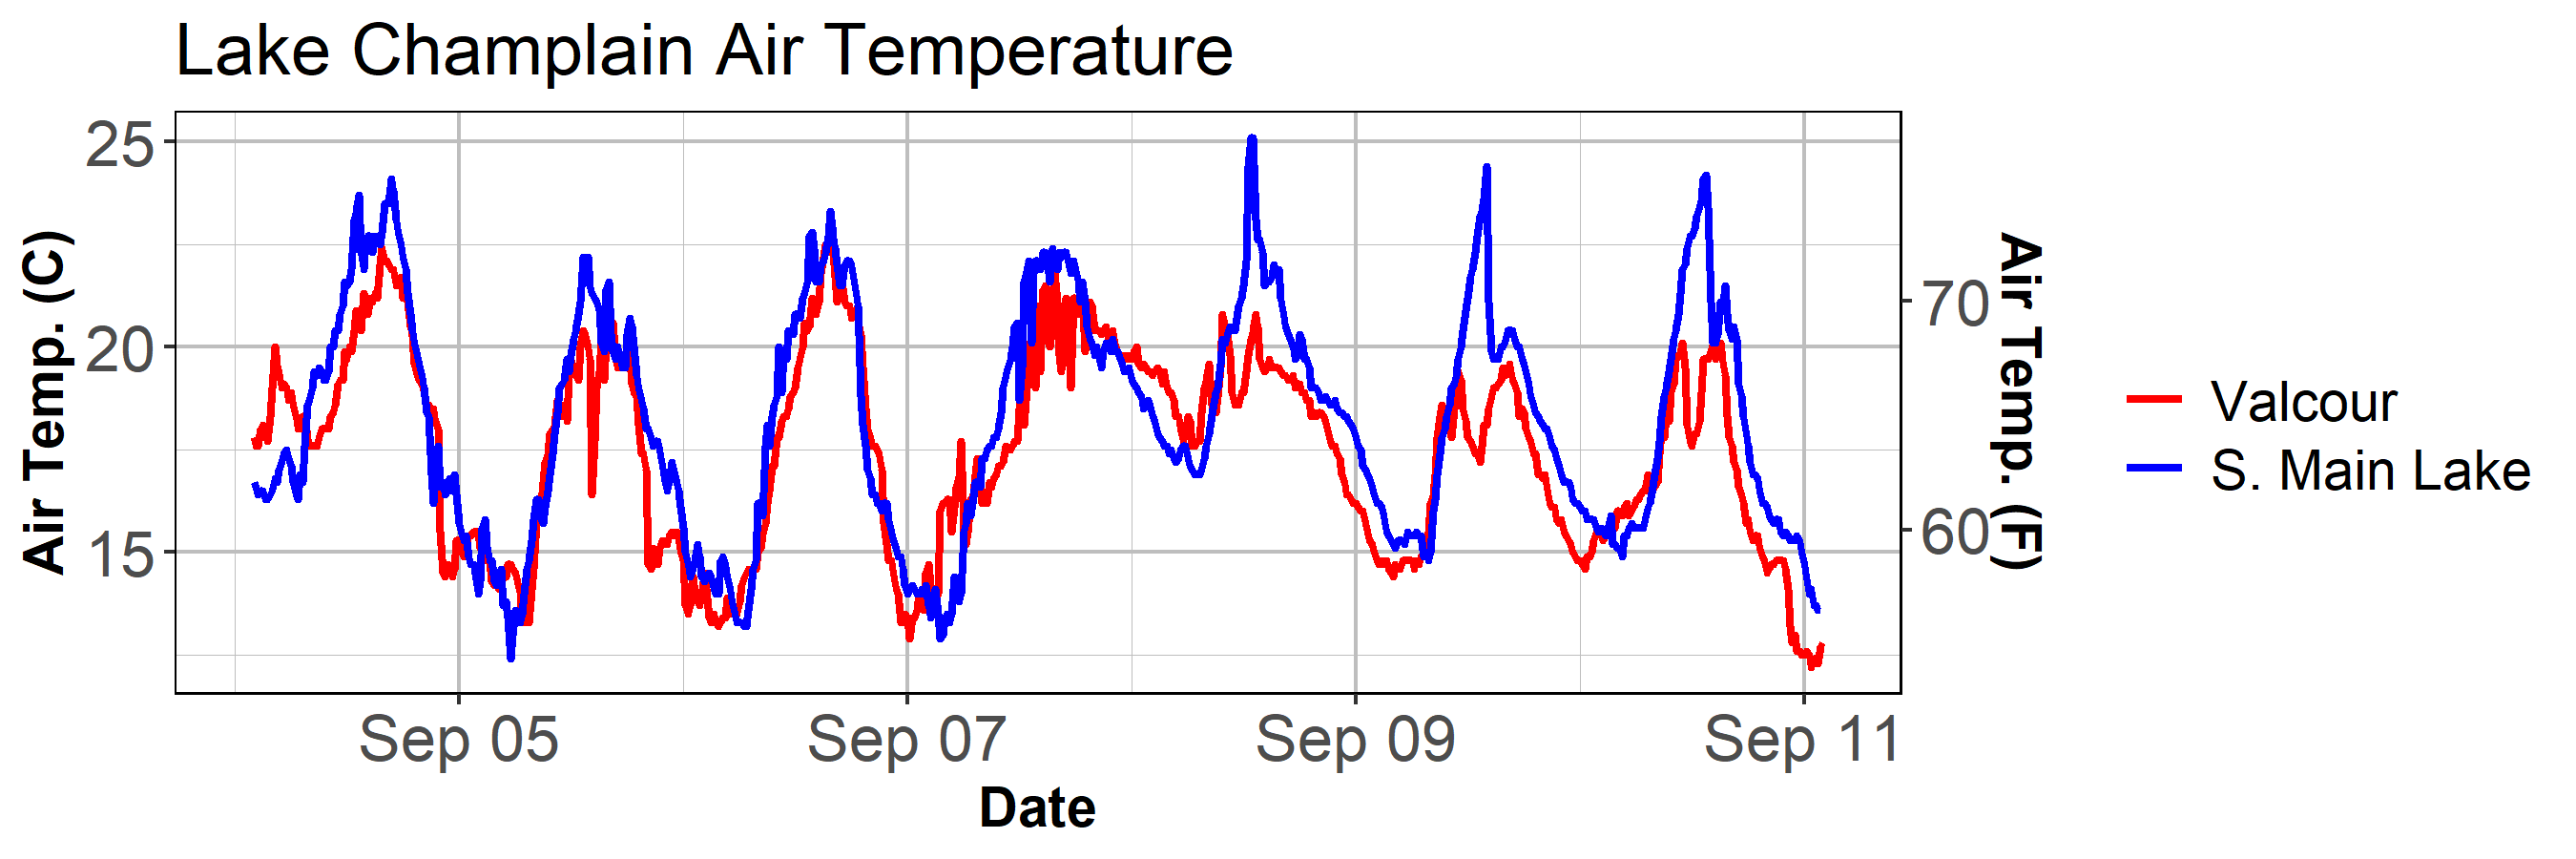 Lake Champlain Air Temperature
Air Temp. (C)
25
20
15
70
60
Air Temp. (F)
Sep 05
Sep 07
Sep 09
Sep 11
Date
Valcour
S. Main Lake